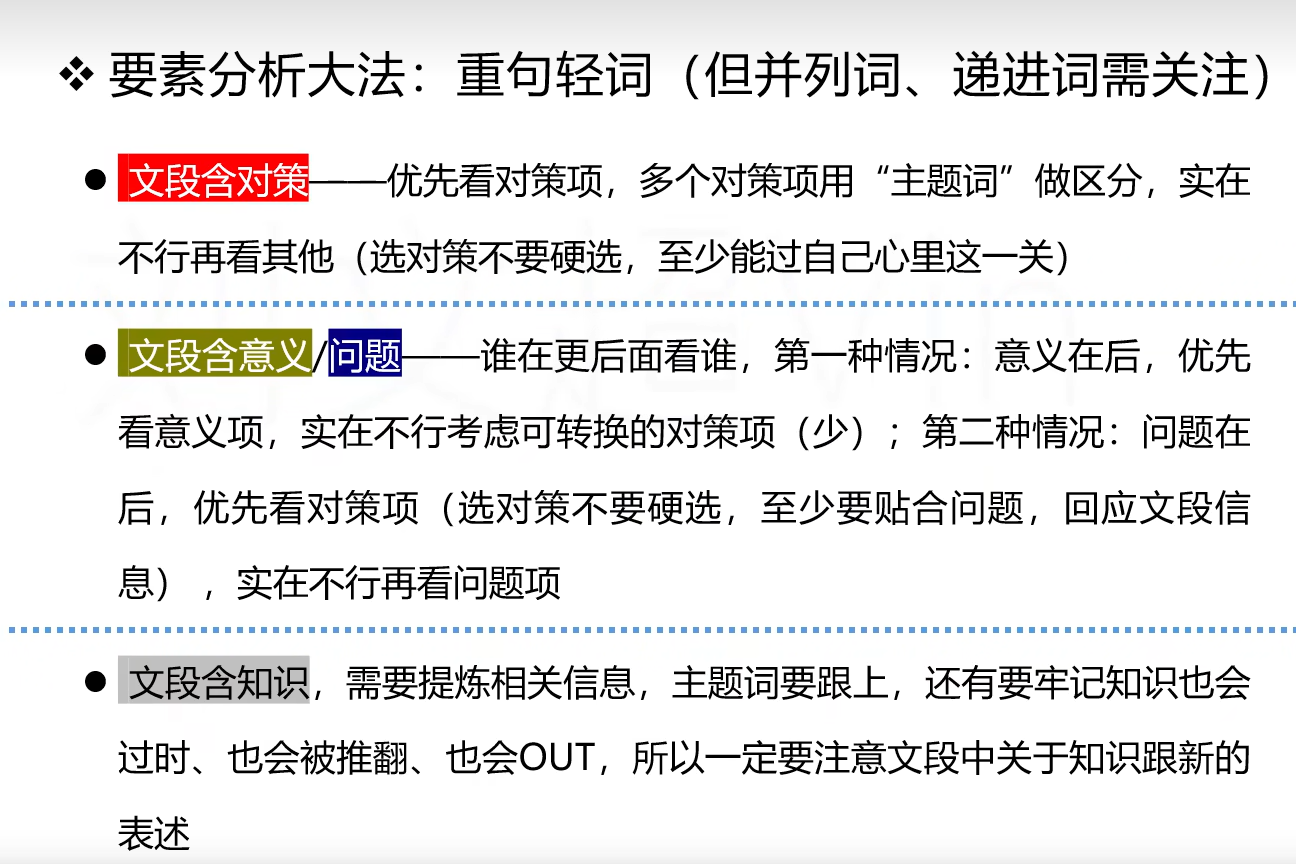 ❖ 要素分析大法：重句轻词（但并列词、递进词需关注）
● 文段含对策——优先看对策项，多个对策项用“主题词”做区分，实在
不行再看其他（选对策不要硬选，至少能过自己心里这一关）
● 文段含意义/问题——谁在更后面看谁，第一种情况：意义在后，优先
看意义项，实在不行考虑可转换的对策项（少）；第二种情况：问题在
后，优先看对策项（选对策不要硬选，至少要贴合问题，回应文段信
息），实在不行再看问题项
● 文段含知识，需要提炼相关信息，主题词要跟上，还有要牢记知识也会
过时、也会被推翻、也会OUT，所以一定要注意文段中关于知识跟新的
表述